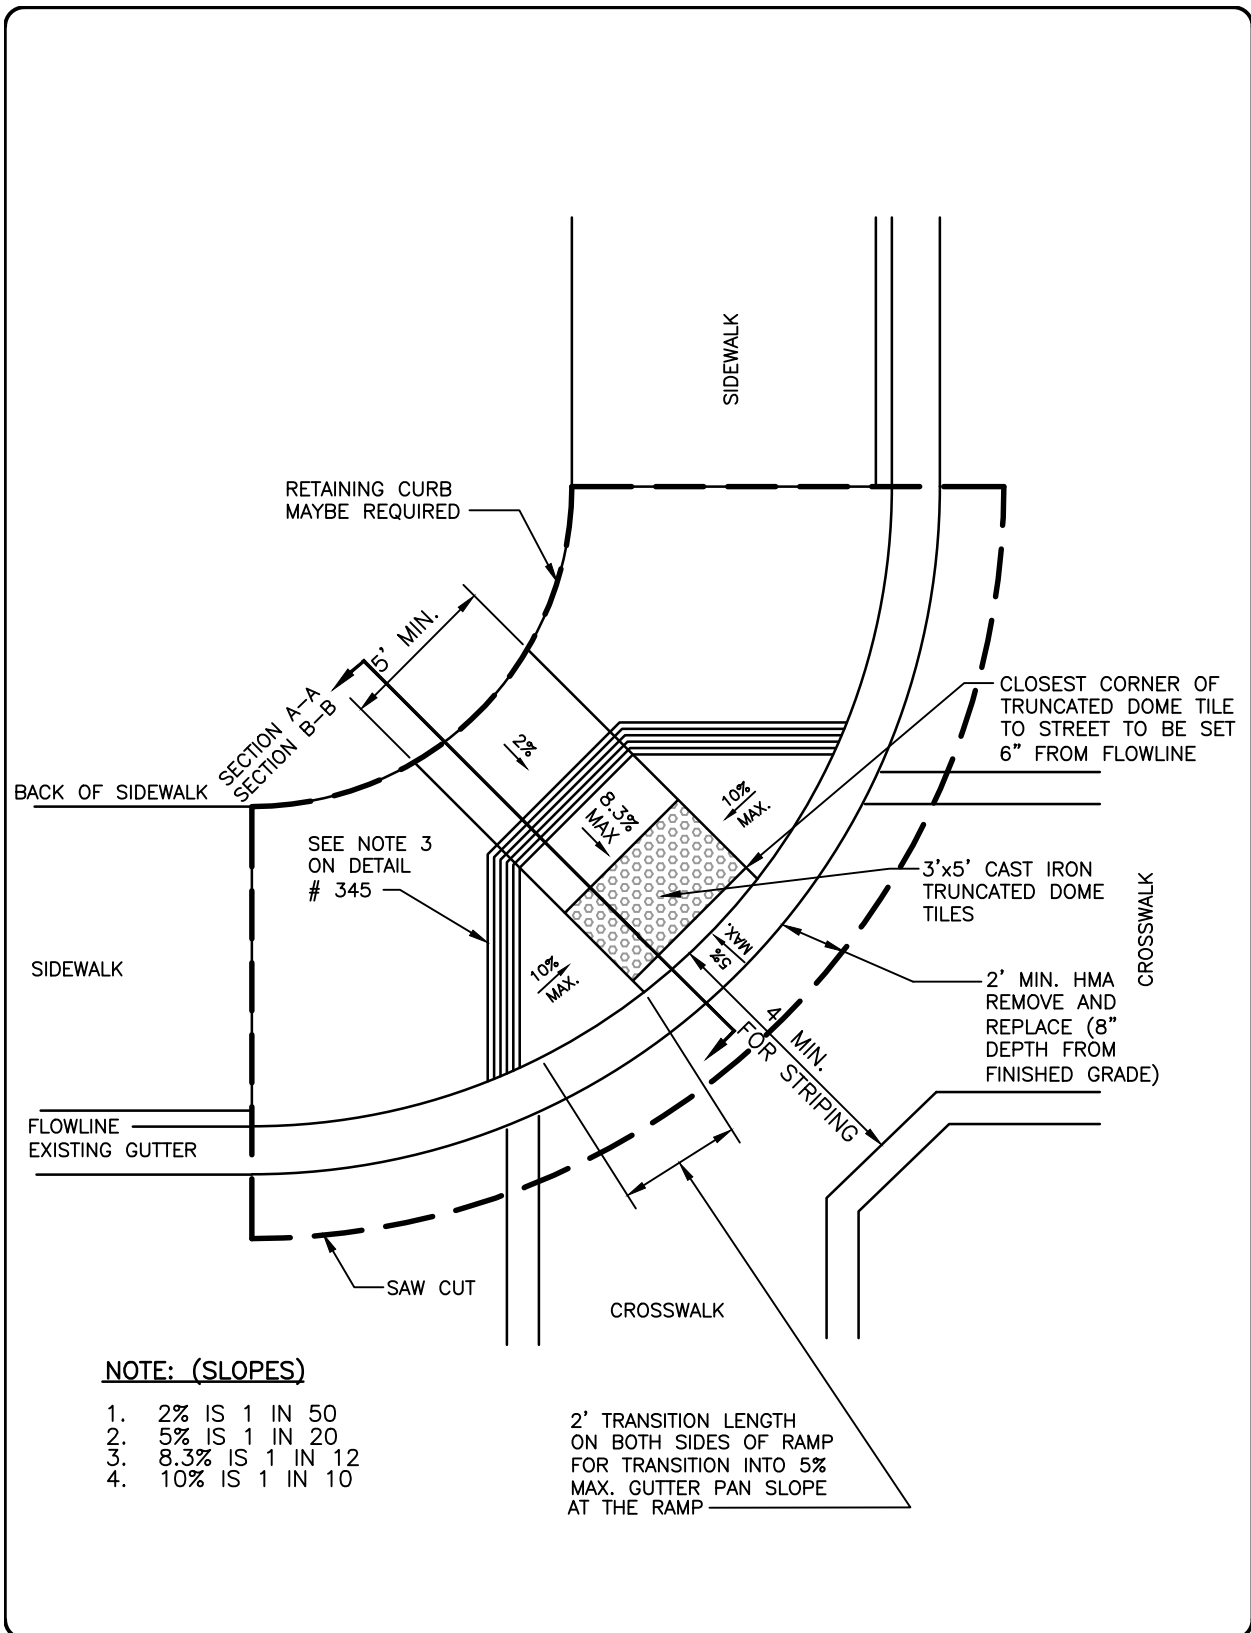 SIDEWALK
RETAINING CURB
MAYBE REQUIRED
5' MIN.
SECTION A-A
SECTION B-B
CLOSEST CORNER OF
TRUNCATED DOME TILE
TO STREET TO BE SET
6" FROM FLOWLINE
2%
BACK OF SIDEWALK
8.3%
MAX
10%
MAX.
SEE NOTE 3
ON DETAIL
# 345
3'x5' CAST IRON
TRUNCATED DOME
TILES
CROSSWALK
SIDEWALK
10%
MAX.
5%
MAX.
2' MIN. HMA
REMOVE AND
REPLACE (8"
DEPTH FROM
FINISHED GRADE)
4' MIN.
FOR STRIPING
FLOWLINE
EXISTING GUTTER
SAW CUT
CROSSWALK
NOTE: (SLOPES)
1. 2% IS 1 IN 50
2. 5% IS 1 IN 20
3. 8.3% IS 1 IN 12
4. 10% IS 1 IN 10
2' TRANSITION LENGTH
ON BOTH SIDES OF RAMP
FOR TRANSITION INTO 5%
MAX. GUTTER PAN SLOPE
AT THE RAMP